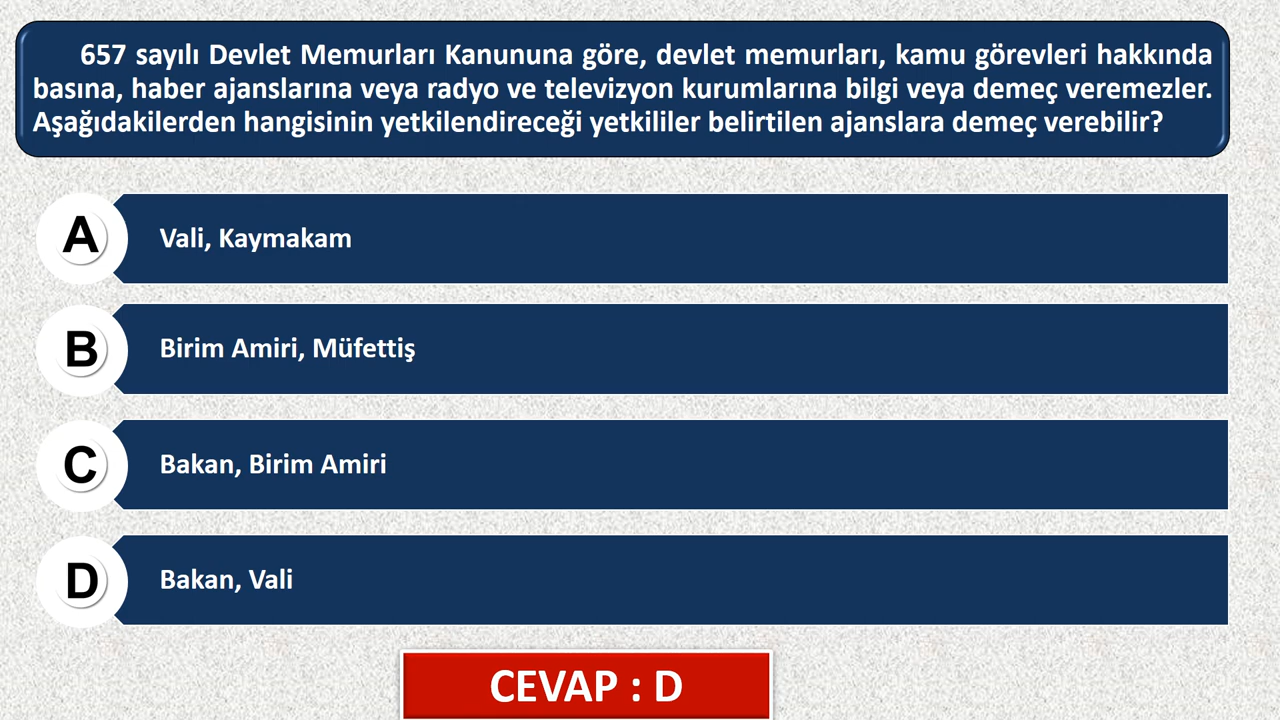 657 sayılı Devlet Memurları Kanununa göre, devlet memurları, kamu görevleri hakkında
basına, haber ajanslarına veya radyo ve televizyon kurumlarına bilgi veya demeç veremezler.
Aşağıdakilerden hangisinin yetkilendireceği yetkililer belirtilen ajanslara demeç verebilir?
A Vali, Kaymakam
B Birim Amiri, Müfettiş
C Bakan, Birim Amiri
D Bakan, Vali
CEVAP : D